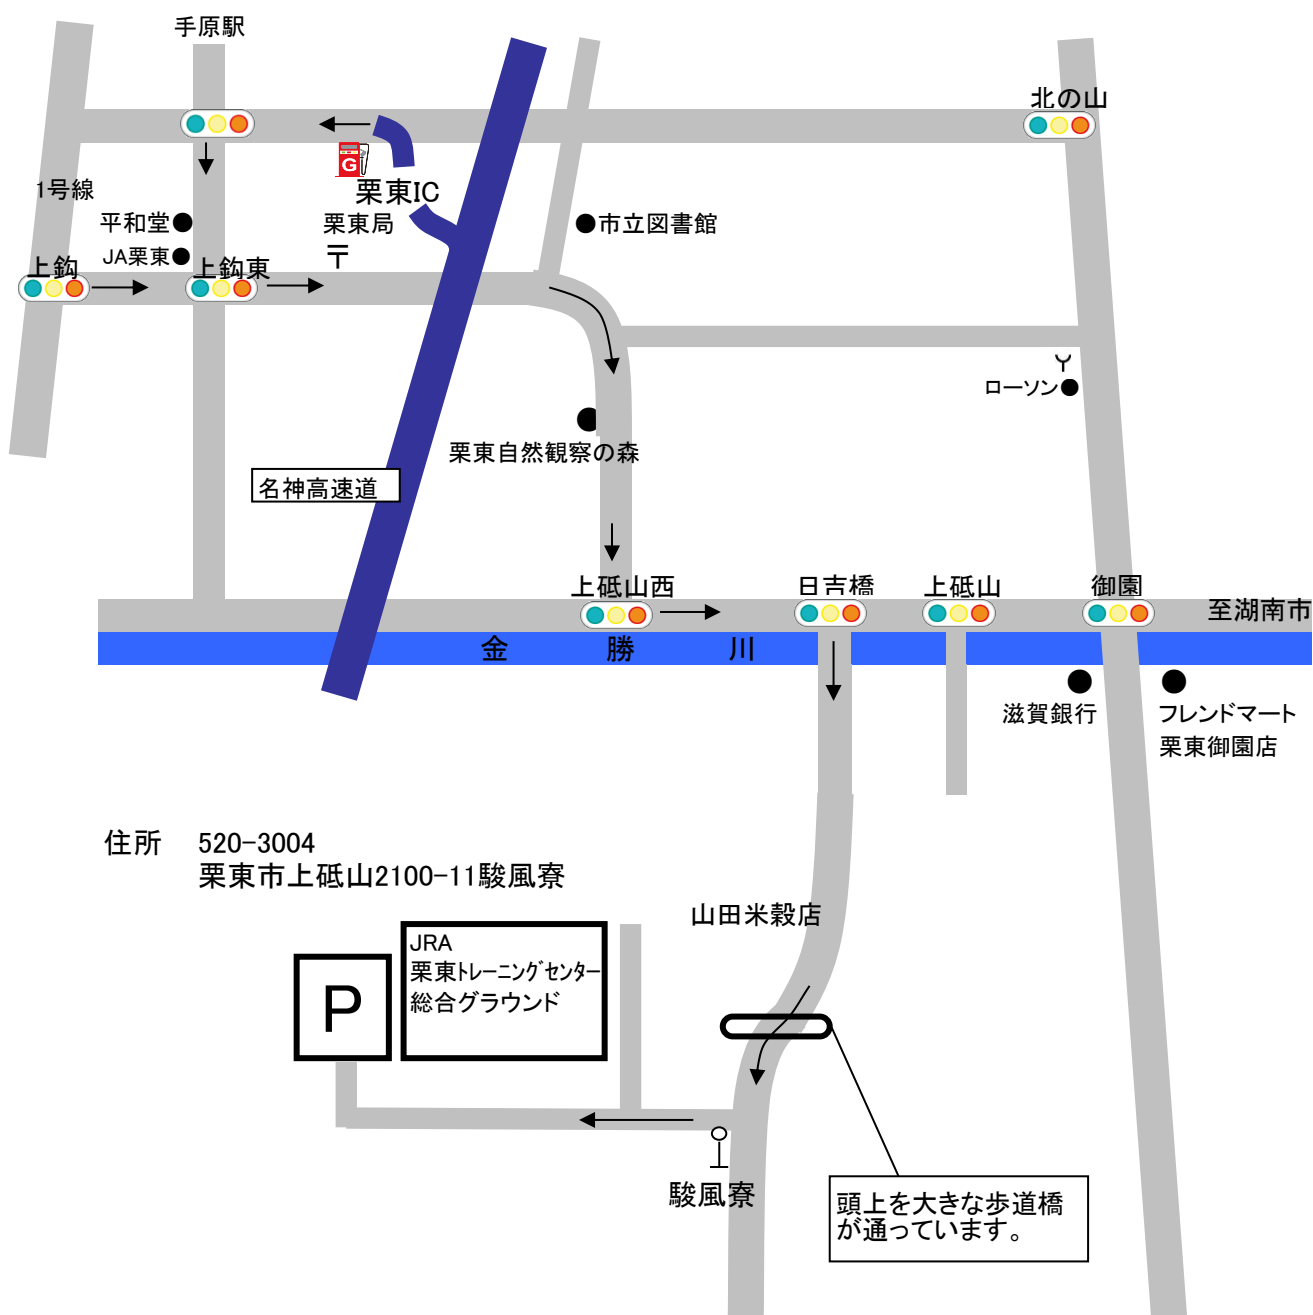 手原駅
北の山
G
1号線
栗東IC
平和堂
栗東局
市立図書館
JA栗東
〒
上鈎
上鈎東
ローソン
栗東自然観察の森
名神高速道
上砥山西
日吉橋
上砥山
御園
至湖南市
金 勝 川
滋賀銀行
フレンドマート
栗東御園店
住所 520-3004
栗東市上砥山2100-11駿風寮
山田米穀店
P
JRA
栗東トレーニングセンター
総合グラウンド
駿風寮
頭上を大きな歩道橋
が通っています。